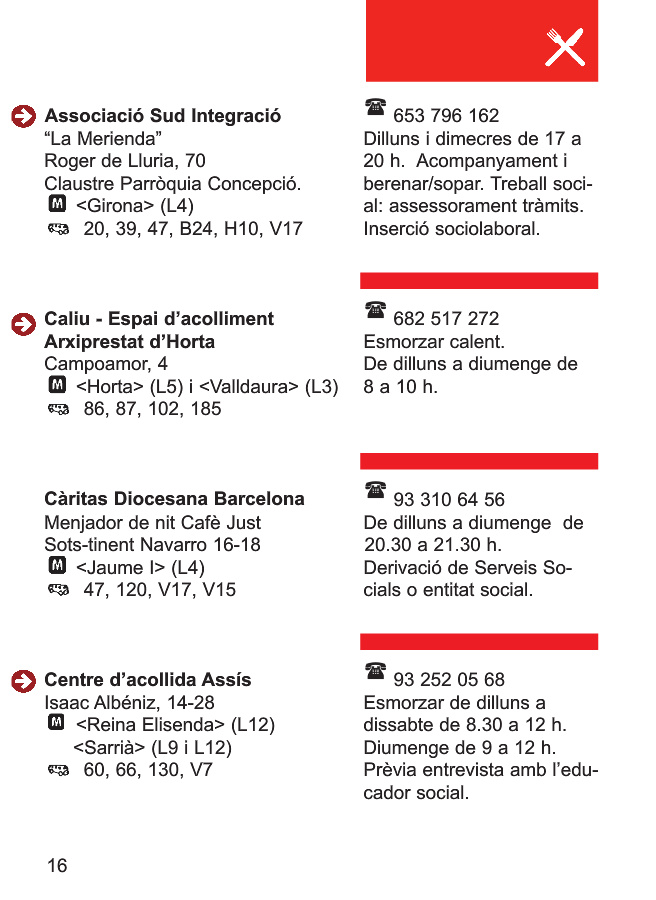 Associació Sud Integració
“La Merienda”
Roger de Lluria, 70
Claustre Parròquia Concepció.
M <Girona> (L4)
20, 39, 47, B24, H10, V17
653 796 162
Dilluns i dimecres de 17 a
20 h. Acompanyament i
berenar/sopar. Treball soci-
al: assessorament tràmits.
Inserció sociolaboral.
Caliu - Espai d’acolliment
Arxiprestat d’Horta
Campoamor, 4
M <Horta> (L5) i <Valldaura> (L3)
86, 87, 102, 185
682 517 272
Esmorzar calent.
De dilluns a diumenge de
8 a 10 h.
Càritas Diocesana Barcelona
Menjador de nit Cafè Just
Sots-tinent Navarro 16-18
M <Jaume I> (L4)
47, 120, V17, V15
93 310 64 56
De dilluns a diumenge de
20.30 a 21.30 h.
Derivació de Serveis So-
cials o entitat social.
Centre d’acollida Assís
Isaac Albéniz, 14-28
M <Reina Elisenda> (L12)
<Sarrià> (L9 i L12)
60, 66, 130, V7
93 252 05 68
Esmorzar de dilluns a
dissabte de 8.30 a 12 h.
Diumenge de 9 a 12 h.
Prèvia entrevista amb l’edu-
cador social.
16